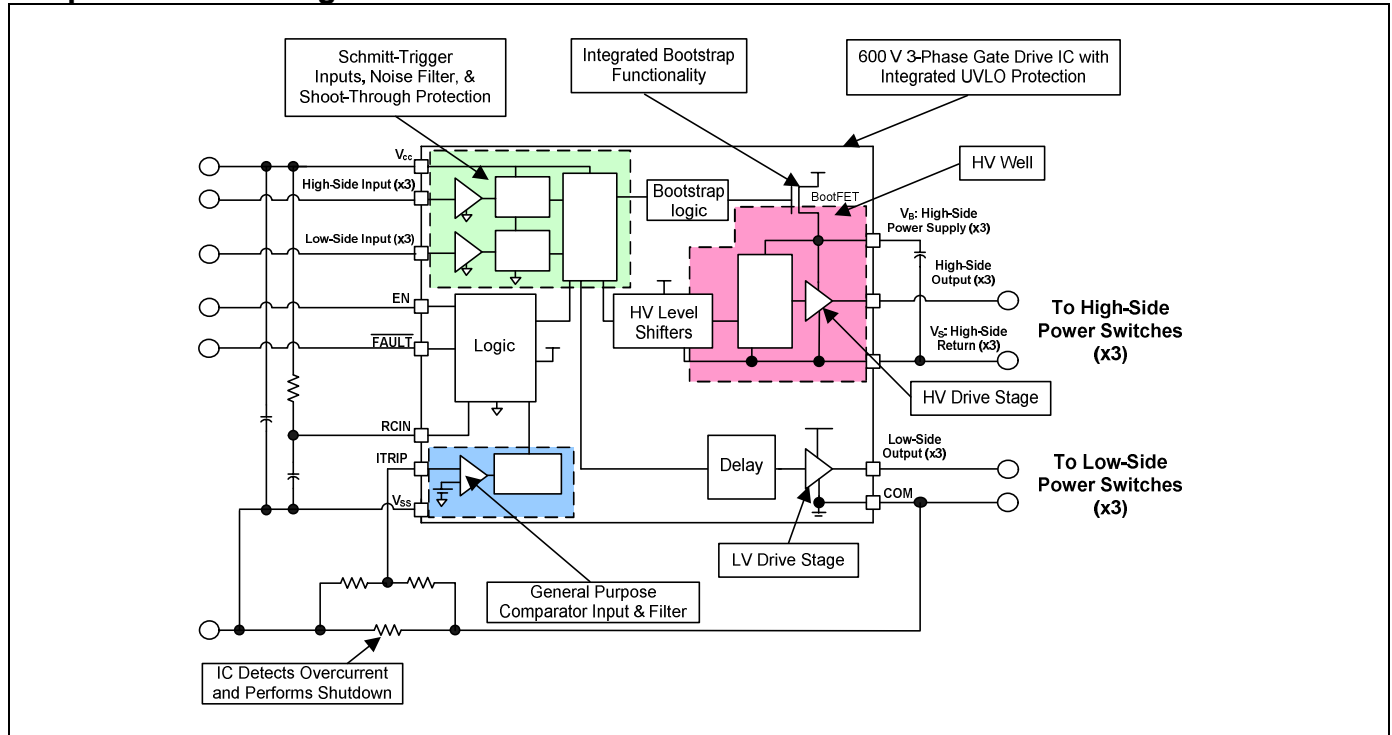 Schmitt-Trigger
Inputs, Noise Filter, &
Shoot-Through Protection
Integrated Bootstrap
Functionality
600 V 3-Phase Gate Drive IC with
Integrated UVLO Protection
HV Well
Vcc
High-Side Input (x3)
Low-Side Input (x3)
EN
FAULT
RCIN
ITRIP
VSS
Bootstrap
logic
BootFET
HV Level
Shifters
Logic
VB: High-Side
Power Supply (x3)
High-Side
Output (x3)
VS: High-Side
Return (x3)
To High-Side
Power Switches
(x3)
HV Drive Stage
Delay
Low-Side
Output (x3)
COM
To Low-Side
Power Switches
(x3)
LV Drive Stage
General Purpose
Comparator Input & Filter
IC Detects Overcurrent
and Performs Shutdown